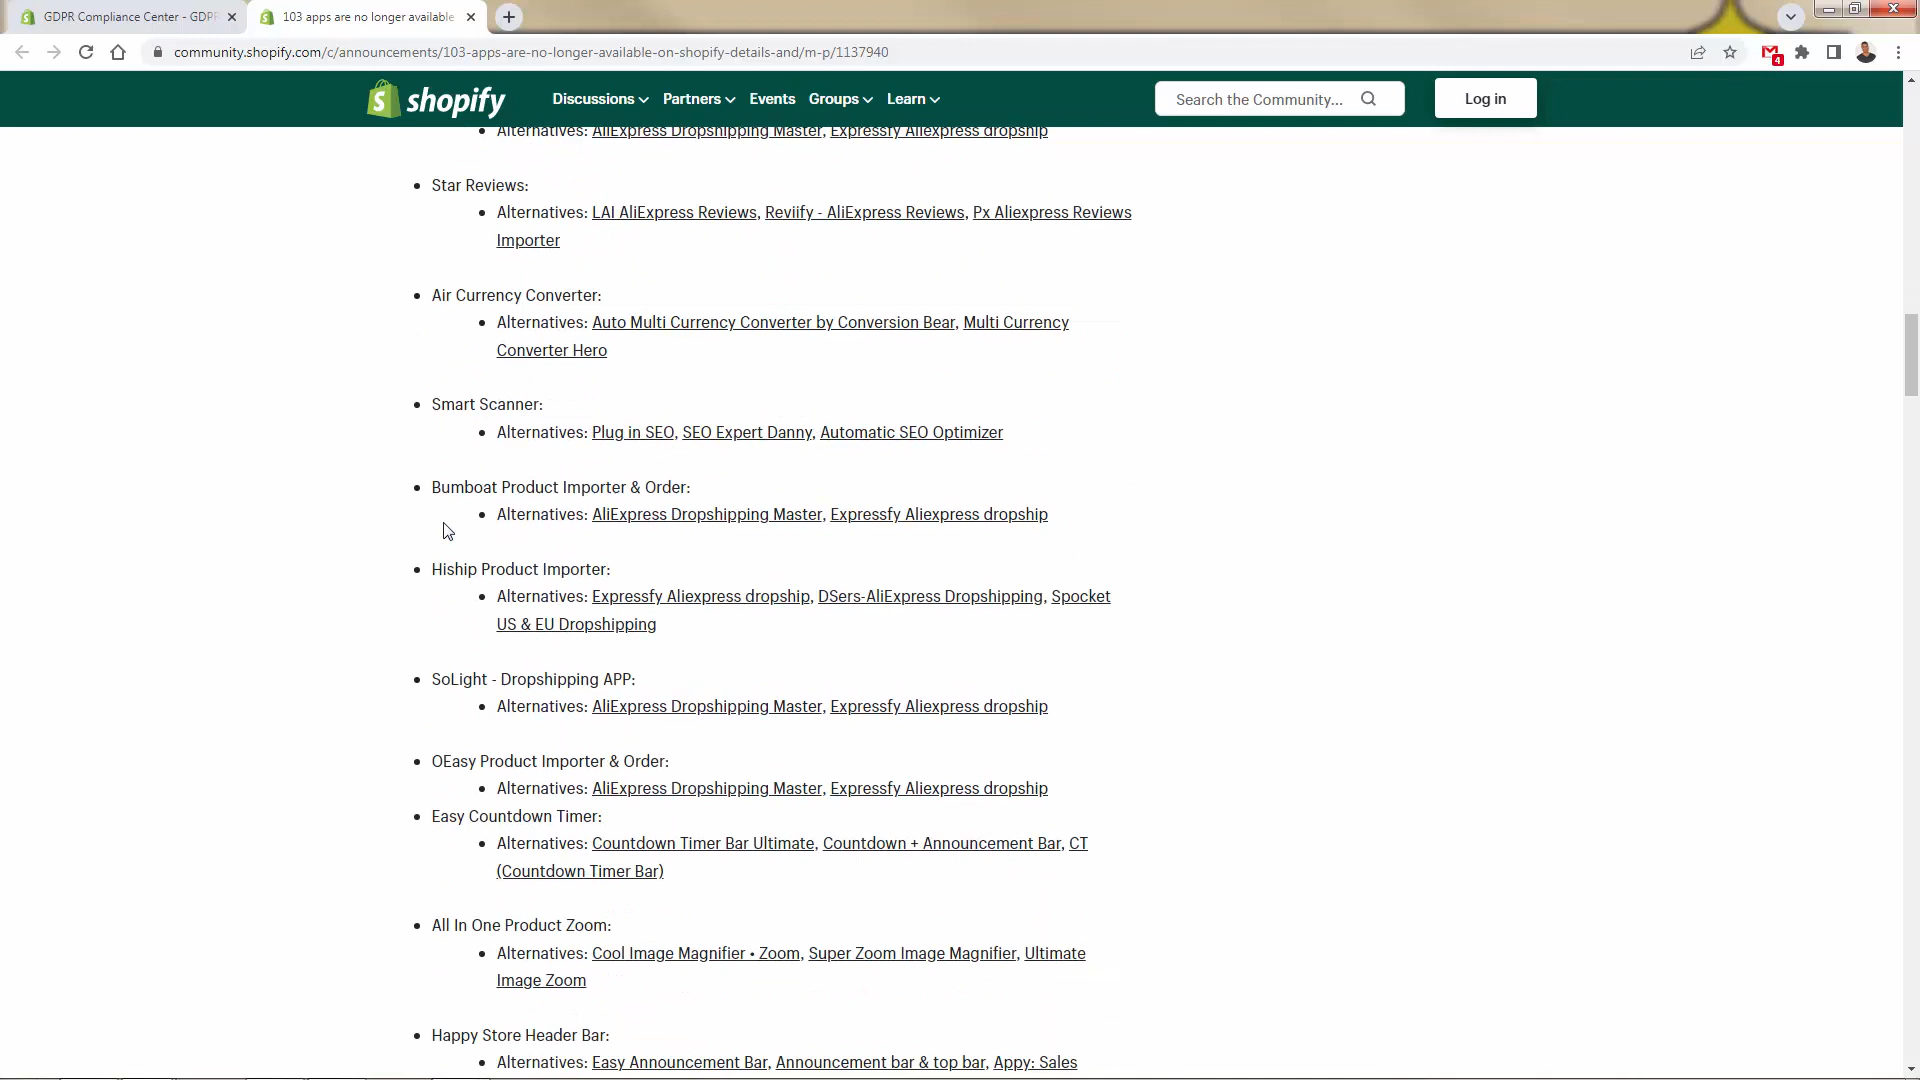 GDPR Compliance Center - GDPR
103 apps are no longer available
community.shopify.com/c/announcements/103-apps-are-no-longer-available-on-shopify-details-and/m-p/1137940
4
shopify
Discussions Partners Events Groups Learn
Search the Community...
Log in
• Alternatives: AliExpress Dropshipping Master, Expressfy Aliexpress dropship
• Star Reviews:
• Alternatives: LAI AliExpress Reviews, Reviify - AliExpress Reviews, Px Aliexpress Reviews
Importer
• Air Currency Converter:
• Alternatives: Auto Multi Currency Converter by Conversion Bear, Multi Currency
Converter Hero
• Smart Scanner:
• Alternatives: Plug in SEO, SEO Expert Danny, Automatic SEO Optimizer
• Bumboat Product Importer & Order:
• Alternatives: AliExpress Dropshipping Master, Expressfy Aliexpress dropship
• Hiship Product Importer:
• Alternatives: Expressfy Aliexpress dropship, DSers-AliExpress Dropshipping, Spocket
US & EU Dropshipping
• SoLight - Dropshipping APP:
• Alternatives: AliExpress Dropshipping Master, Expressfy Aliexpress dropship
• OEasy Product Importer & Order:
• Alternatives: AliExpress Dropshipping Master, Expressfy Aliexpress dropship
• Easy Countdown Timer:
• Alternatives: Countdown Timer Bar Ultimate, Countdown + Announcement Bar, CT
(Countdown Timer Bar)
• All In One Product Zoom:
• Alternatives: Cool Image Magnifier • Zoom, Super Zoom Image Magnifier, Ultimate
Image Zoom
• Happy Store Header Bar:
• Alternatives: Easy Announcement Bar, Announcement bar & top bar, Appy: Sales